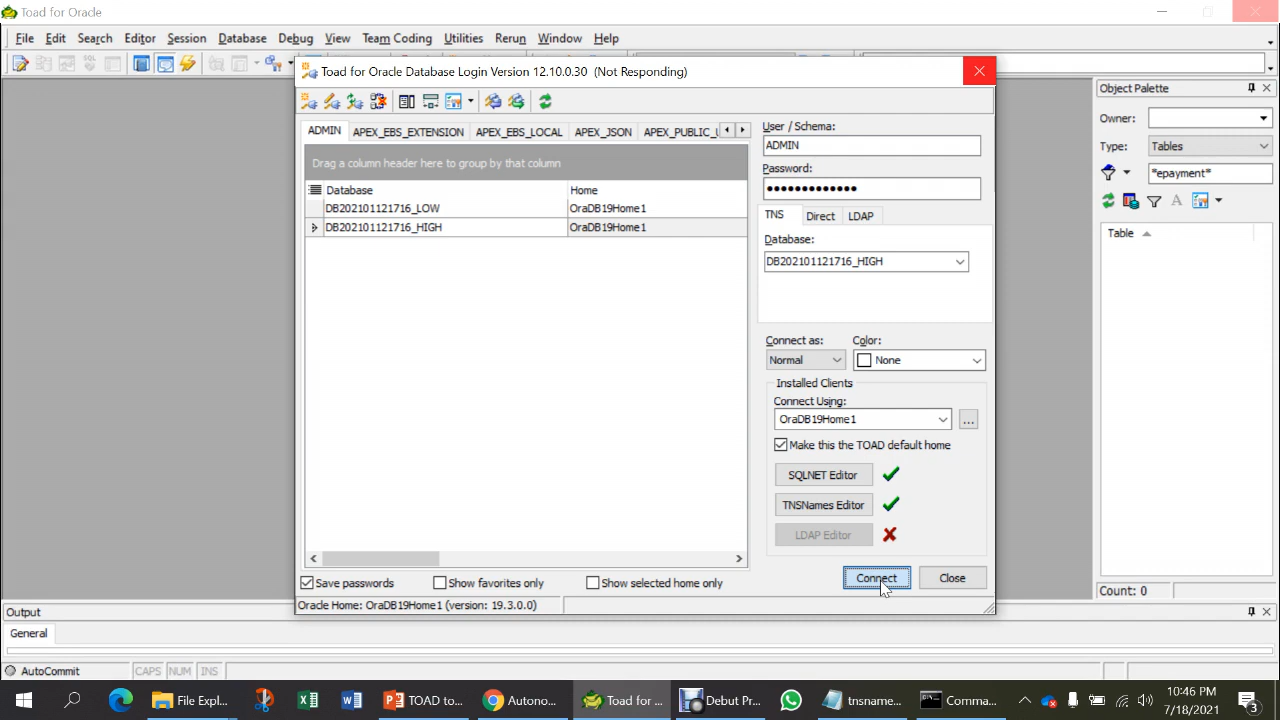 Toad for Oracle
File Edit Search Editor Session Database Debug View Team Coding Utilities Rerun Window Help
Toad for Oracle Database Login Version 12.10.0.30 (Not Responding)
ADMIN APEX_EBS_EXTENSION APEX_EBS_LOCAL APEX_JSON APEX_PUBLIC_
Drag a column header here to group by that column
Database Home
DB202101121716_LOW OraDB19Home1
DB202101121716_HIGH OraDB19Home1
User / Schema:
ADMIN
Password:
TNS Direct LDAP
Database:
DB202101121716_HIGH
Connect as: Color:
Normal None
Installed Clients
Connect Using:
OraDB19Home1 ...
Make this the TOAD default home
SQLNET Editor
TNSNames Editor
LDAP Editor
Connect Close
Save passwords Show favorites only Show selected home only
Oracle Home: OraDB19Home1 (version: 19.3.0.0)
Object Palette
Owner:
Type: Tables
*epayment*
Table
Count: 0
Output
General
AutoCommit CAPS NUM INS
File Expl... TOAD to... Autono... Toad for ... Debut Pr... tnsname... Comma...
10:46 PM
7/18/2021
3